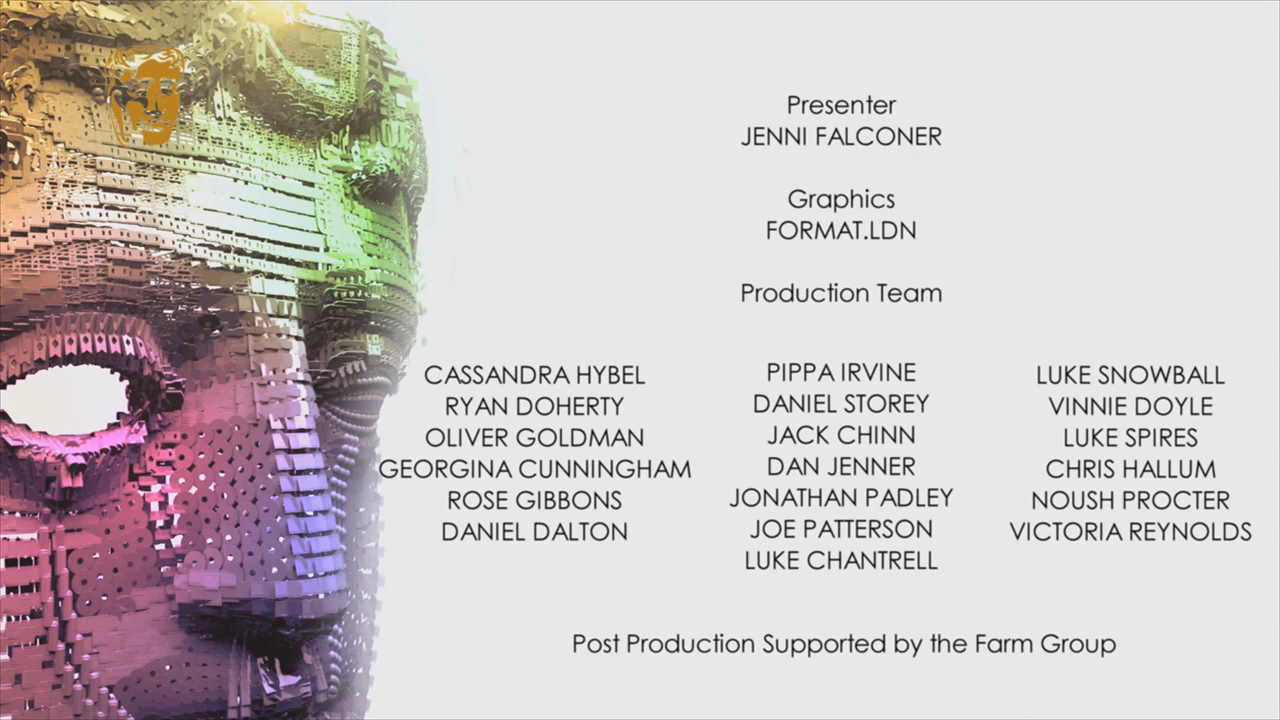 Presenter
JENNI FALCONER
Graphics
FORMAT.LDN
Production Team
CASSANDRA HYBEL
RYAN DOHERTY
OLIVER GOLDMAN
GEORGINA CUNNINGHAM
ROSE GIBBONS
DANIEL DALTON
PIPPA IRVINE
DANIEL STOREY
JACK CHINN
DAN JENNER
JONATHAN PADLEY
JOE PATTERSON
LUKE CHANTRELL
LUKE SNOWBALL
VINNIE DOYLE
LUKE SPIRES
CHRIS HALLUM
NOUSH PROCTER
VICTORIA REYNOLDS
Post Production Supported by the Farm Group